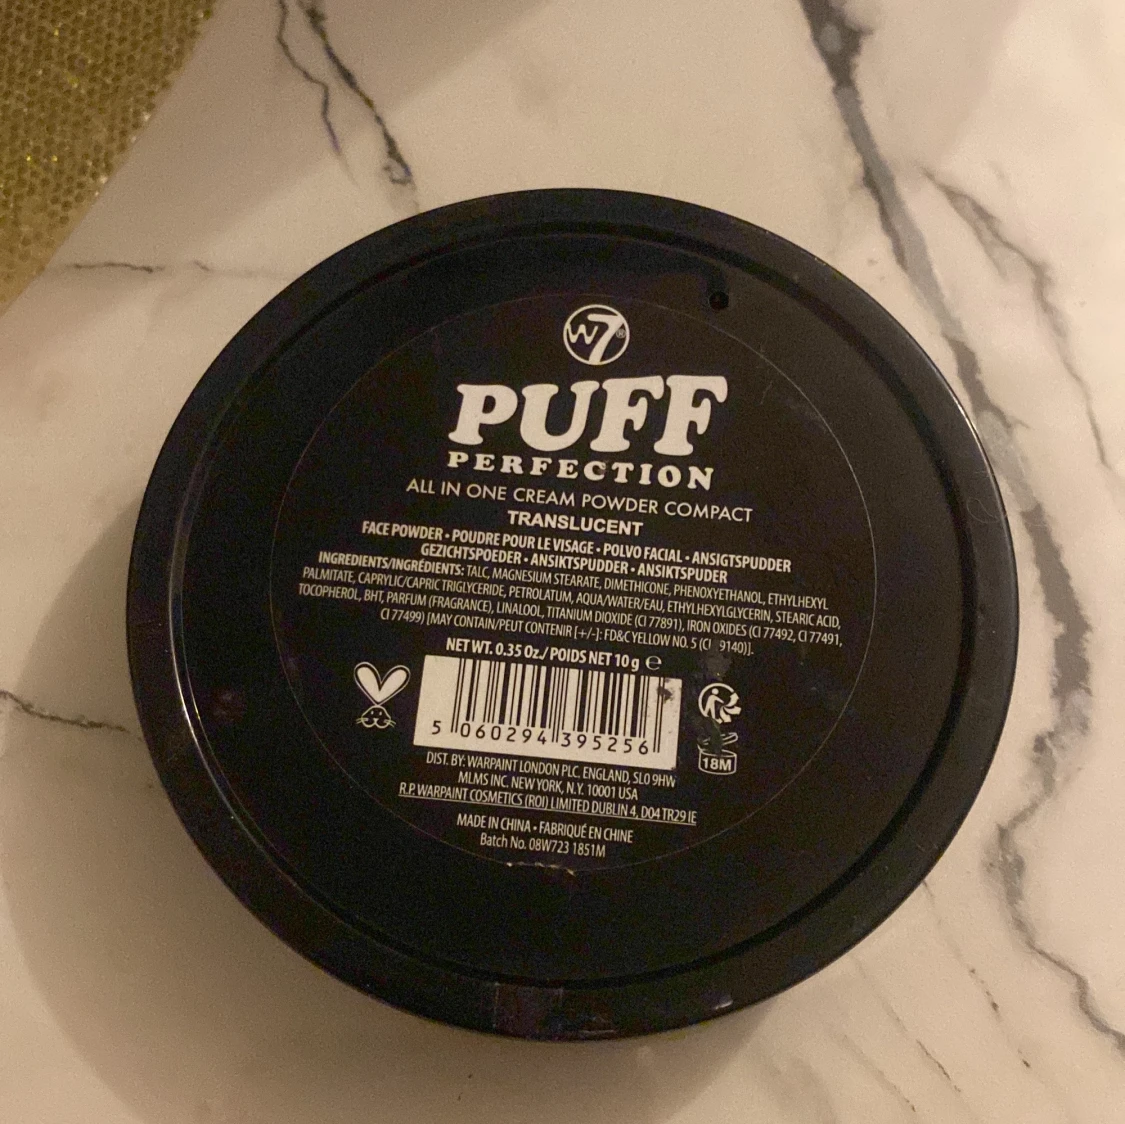 W7®
PUFF
PERFECTION
ALL IN ONE CREAM POWDER COMPACT
TRANSLUCENT
FACE POWDER • POUDRE POUR LE VISAGE • POLVO FACIAL • ANSIGTSPUDDER
GEZICHTSPOEDER • ANSIKTSPUDDER • ANSIKTSPUDER
INGREDIENTS/INGRÉDIENTS: TALC, MAGNESIUM STEARATE, DIMETHICONE, PHENOXYETHANOL, ETHYLHEXYL
PALMITATE, CAPRYLIC/CAPRIC TRIGLYCERIDE, PETROLATUM, AQUA/WATER/EAU, ETHYLHEXYLGLYCERIN, STEARIC ACID,
TOCOPHEROL, BHT, PARFUM (FRAGRANCE), LINALOOL, TITANIUM DIOXIDE (CI 77891), IRON OXIDES (CI 77492, CI 77491,
CI 77499) [MAY CONTAIN/PEUT CONTENIR [+/-]: FD&C YELLOW NO. 5 (CI 9140)].
NET WT. 0.35 Oz./ POIDS NET 10 g ℮
5 060294 395256
18M
DIST. BY: WARPAINT LONDON PLC. ENGLAND, SL0 9HW
MLMS INC. NEW YORK, N.Y. 10001 USA
R.P. WARPAINT COSMETICS (ROI) LIMITED DUBLIN 4, D04 TR29 IE
MADE IN CHINA • FABRIQUÉ EN CHINE
Batch No. 08W723 1851M